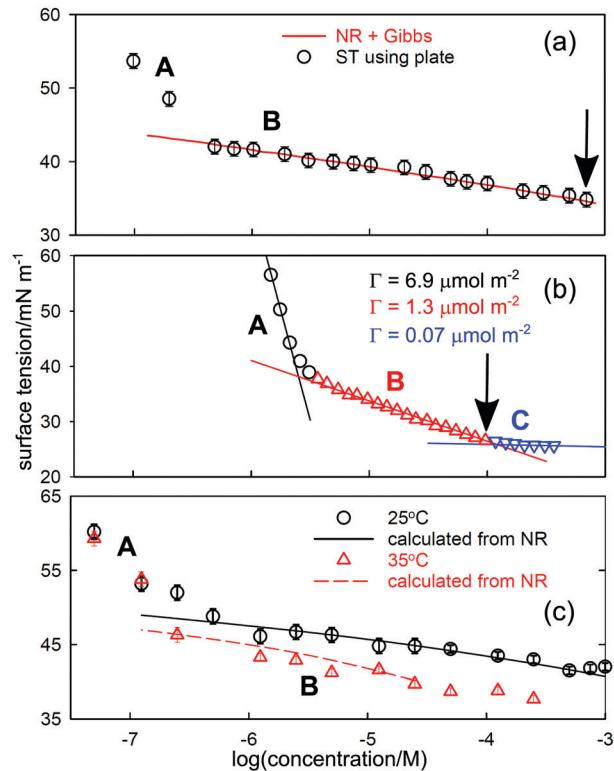 60
50
40
30
(a)
NR + Gibbs
ST using plate
A
B
surface tension/mN m⁻¹
60
50
40
30
20
(b)
Γ = 6.9 μmol m⁻²
Γ = 1.3 μmol m⁻²
Γ = 0.07 μmol m⁻²
A
B
C
65
55
45
35
25°C
calculated from NR
35°C
calculated from NR
(c)
A
B
-7 -6 -5 -4 -3
log(concentration/M)